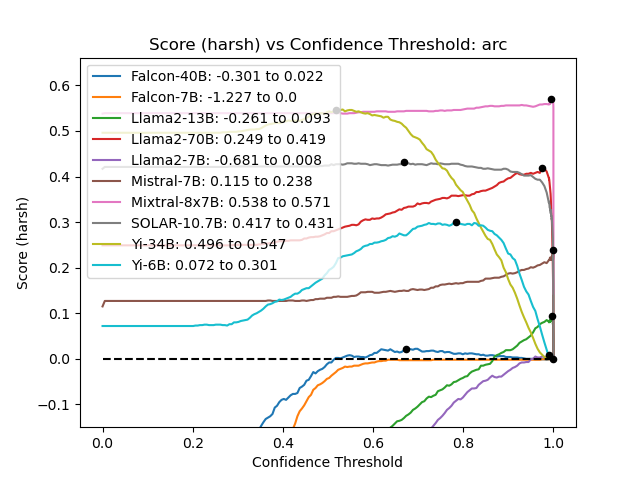 Score (harsh) vs Confidence Threshold: arc
Score (harsh)
0.6
0.5
0.4
0.3
0.2
0.1
0.0
−0.1
Falcon-40B: -0.301 to 0.022
Falcon-7B: -1.227 to 0.0
Llama2-13B: -0.261 to 0.093
Llama2-70B: 0.249 to 0.419
Llama2-7B: -0.681 to 0.008
Mistral-7B: 0.115 to 0.238
Mixtral-8x7B: 0.538 to 0.571
SOLAR-10.7B: 0.417 to 0.431
Yi-34B: 0.496 to 0.547
Yi-6B: 0.072 to 0.301
0.0 0.2 0.4 0.6 0.8 1.0
Confidence Threshold